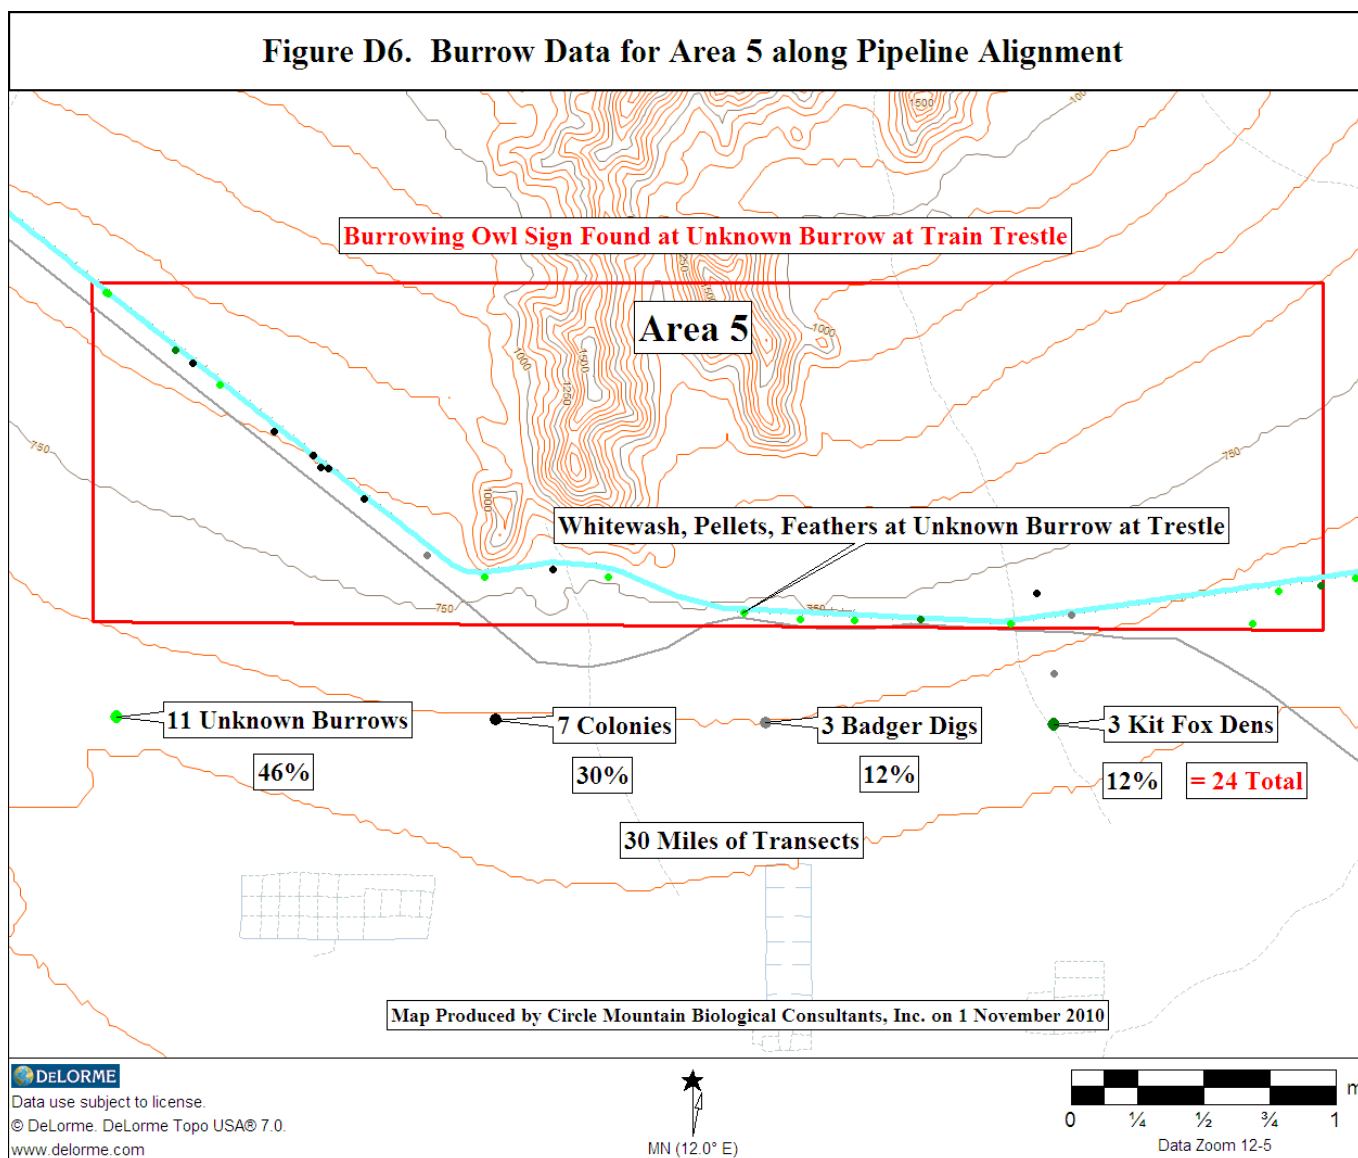 Figure D6. Burrow Data for Area 5 along Pipeline Alignment
1500
1000
Burrowing Owl Sign Found at Unknown Burrow at Train Trestle
1250
1500
Area 5
1000
1000
1500
1250
750
750
1000
Whitewash, Pellets, Feathers at Unknown Burrow at Trestle
750
750
11 Unknown Burrows
7 Colonies
3 Badger Digs
3 Kit Fox Dens
46%
30%
12%
12%
= 24 Total
30 Miles of Transects
Map Produced by Circle Mountain Biological Consultants, Inc. on 1 November 2010
DELORME
Data use subject to license.
© DeLorme. DeLorme Topo USA® 7.0.
www.delorme.com
MN (12.0° E)
0 ¼ ½ ¾ 1
Data Zoom 12-5